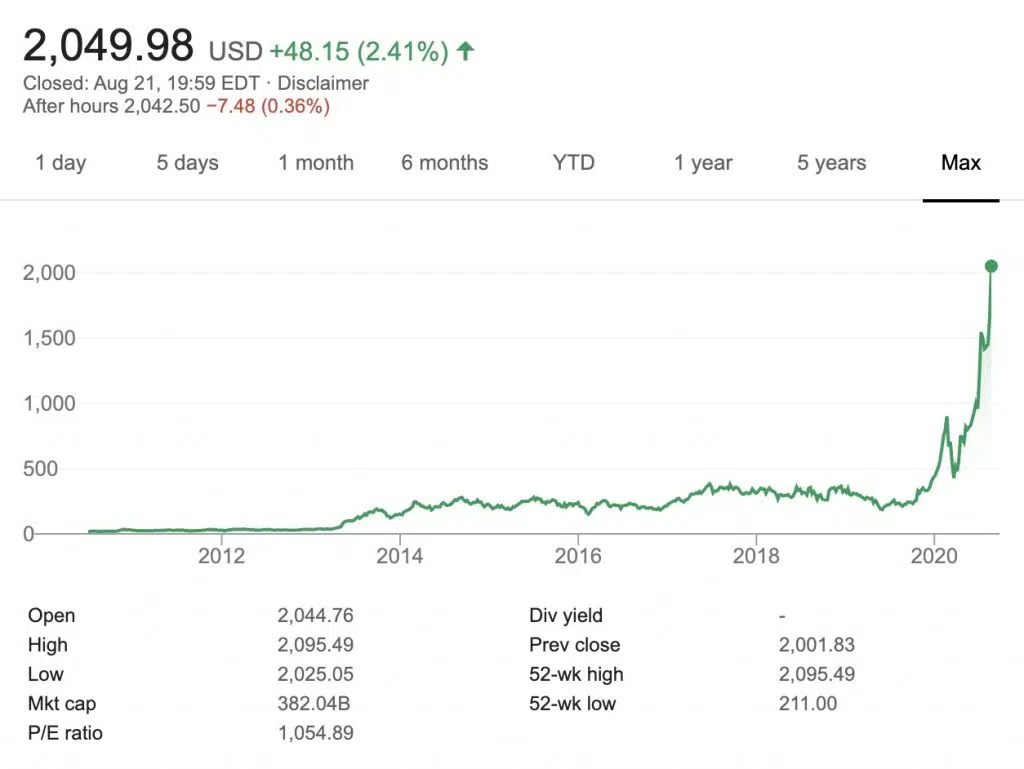 2,049.98 USD +48.15 (2.41%) ↑
Closed: Aug 21, 19:59 EDT · Disclaimer
After hours 2,042.50 −7.48 (0.36%)
1 day 5 days 1 month 6 months YTD 1 year 5 years Max
2,000
1,500
1,000
500
0
2012 2014 2016 2018 2020
Open 2,044.76 Div yield -
High 2,095.49 Prev close 2,001.83
Low 2,025.05 52-wk high 2,095.49
Mkt cap 382.04B 52-wk low 211.00
P/E ratio 1,054.89